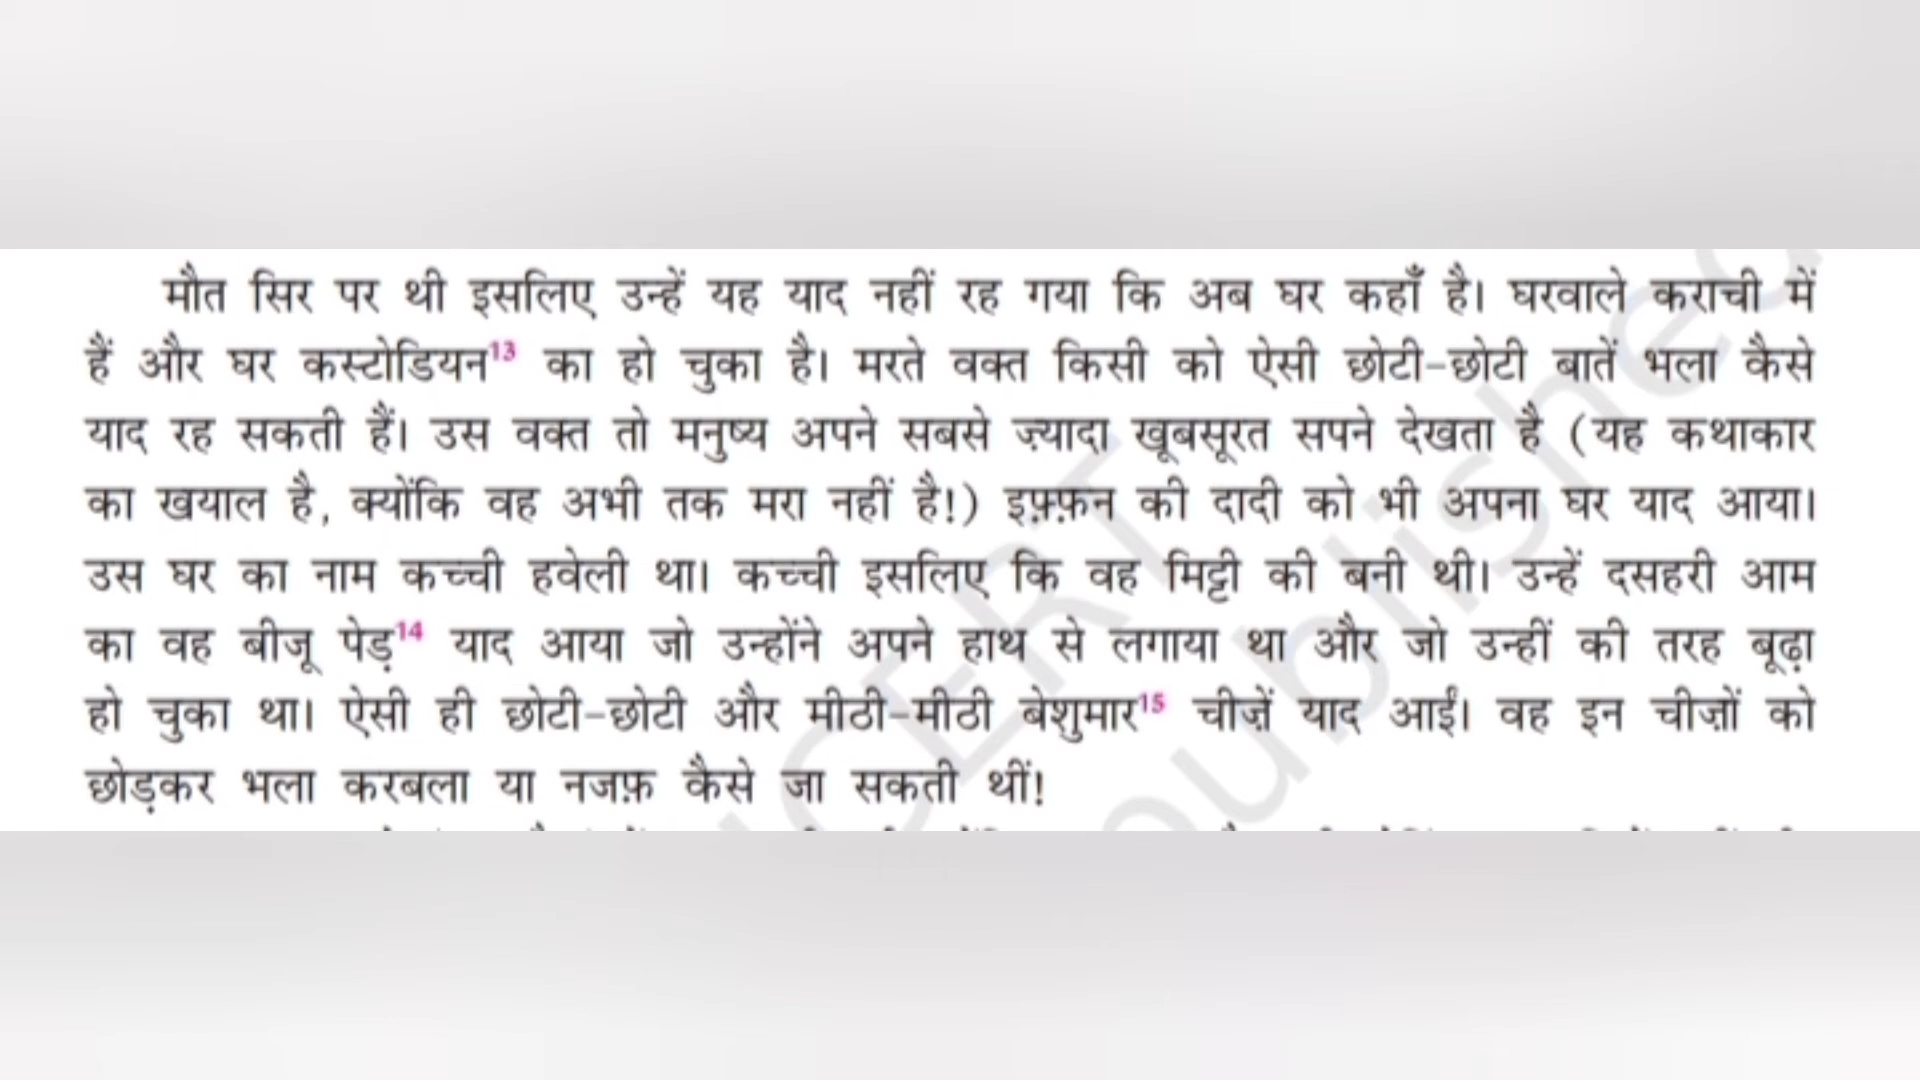 मौत सिर पर थी इसलिए उन्हें यह याद नहीं रह गया कि अब घर कहाँ है। घरवाले कराची में
हैं और घर कस्टोडियन13 का हो चुका है। मरते वक्त किसी को ऐसी छोटी-छोटी बातें भला कैसे
याद रह सकती हैं। उस वक्त तो मनुष्य अपने सबसे ज़्यादा खूबसूरत सपने देखता है (यह कथाकार
का खयाल है, क्योंकि वह अभी तक मरा नहीं है!) इफ़्फ़न की दादी को भी अपना घर याद आया।
उस घर का नाम कच्ची हवेली था। कच्ची इसलिए कि वह मिट्टी की बनी थी। उन्हें दसहरी आम
का वह बीजू पेड़14 याद आया जो उन्होंने अपने हाथ से लगाया था और जो उन्हीं की तरह बूढ़ा
हो चुका था। ऐसी ही छोटी-छोटी और मीठी-मीठी बेशुमार15 चीज़ें याद आईं। वह इन चीज़ों को
छोड़कर भला करबला या नजफ़ कैसे जा सकती थीं!
NCERT
published